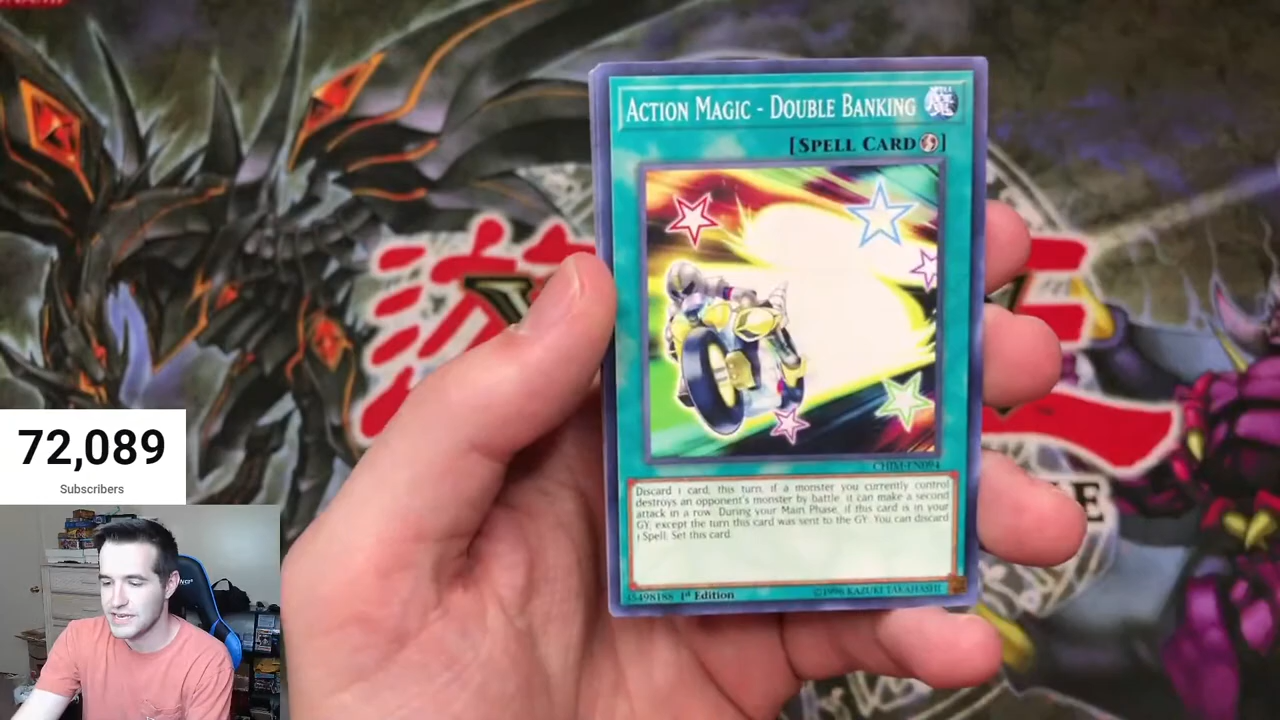 ACTION MAGIC - DOUBLE BANKING
魔
[SPELL CARD]
CHIM-EN094
Discard 1 card; this turn, if a monster you currently control
destroys an opponent's monster by battle, it can make a second
attack in a row. During your Main Phase, if this card is in your
GY, except the turn this card was sent to the GY: You can discard
1 Spell; Set this card.
1st Edition
©1996 KAZUKI TAKAHASHI
72,089
Subscribers